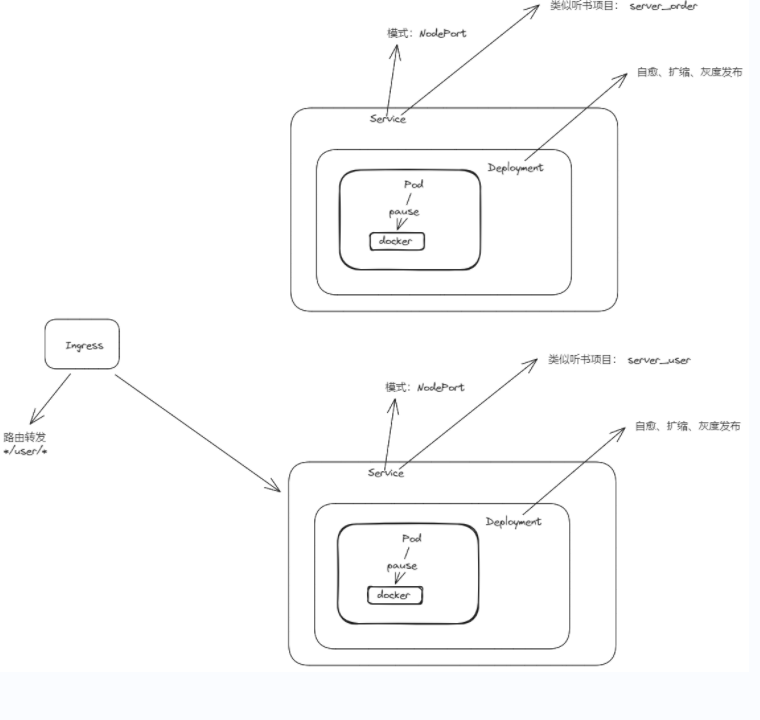 类似听书项目： server_order
模式：NodePort
自愈、扩缩、灰度发布
Service
Deployment
Pod
pause
docker
Ingress
类似听书项目： server_user
模式：NodePort
自愈、扩缩、灰度发布
路由转发
*/user/*
Service
Deployment
Pod
pause
docker